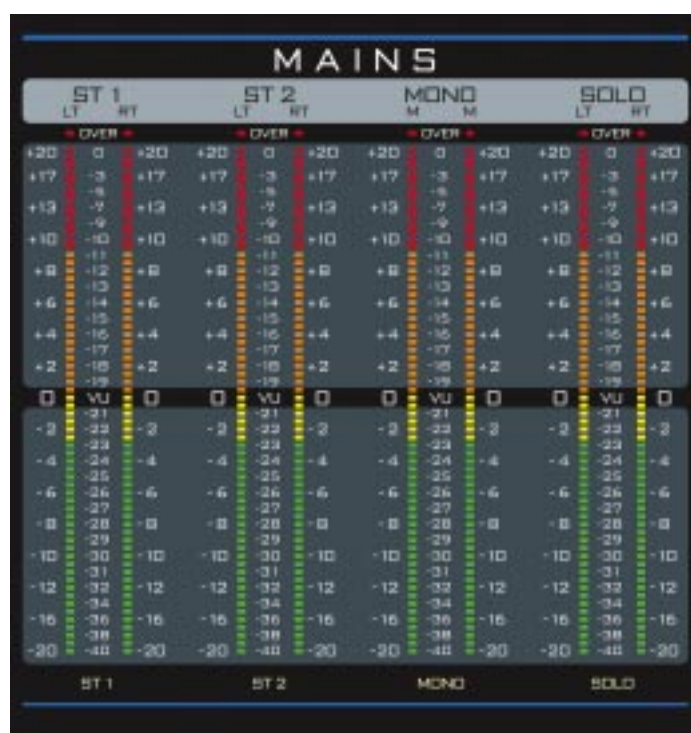 MAINS
ST 1 ST 2 MONO SOLO
LT RT LT RT M M LT RT
OVER OVER OVER OVER
+20 0 +20 +20 0 +20 +20 0 +20 +20 0 +20
+17 -3 +17 +17 -3 +17 +17 -3 +17 +17 -3 +17
-5 -5 -5 -5
+13 -7 +13 +13 -7 +13 +13 -7 +13 +13 -7 +13
-9 -9 -9 -9
+10 -10 +10 +10 -10 +10 +10 -10 +10 +10 -10 +10
-11 -11 -11 -11
+8 -12 +8 +8 -12 +8 +8 -12 +8 +8 -12 +8
-13 -13 -13 -13
+6 -14 +6 +6 -14 +6 +6 -14 +6 +6 -14 +6
-15 -15 -15 -15
+4 -16 +4 +4 -16 +4 +4 -16 +4 +4 -16 +4
-17 -17 -17 -17
+2 -18 +2 +2 -18 +2 +2 -18 +2 +2 -18 +2
-19 -19 -19 -19
0 VU 0 0 VU 0 0 VU 0 0 VU 0
-21 -21 -21 -21
-2 -22 -2 -2 -22 -2 -2 -22 -2 -2 -22 -2
-23 -23 -23 -23
-4 -24 -4 -4 -24 -4 -4 -24 -4 -4 -24 -4
-25 -25 -25 -25
-6 -26 -6 -6 -26 -6 -6 -26 -6 -6 -26 -6
-27 -27 -27 -27
-8 -28 -8 -8 -28 -8 -8 -28 -8 -8 -28 -8
-29 -29 -29 -29
-10 -30 -10 -10 -30 -10 -10 -30 -10 -10 -30 -10
-31 -31 -31 -31
-12 -32 -12 -12 -32 -12 -12 -32 -12 -12 -32 -12
-34 -34 -34 -34
-16 -36 -16 -16 -36 -16 -16 -36 -16 -16 -36 -16
-38 -38 -38 -38
-20 -40 -20 -20 -40 -20 -20 -40 -20 -20 -40 -20
ST 1 ST 2 MONO SOLO